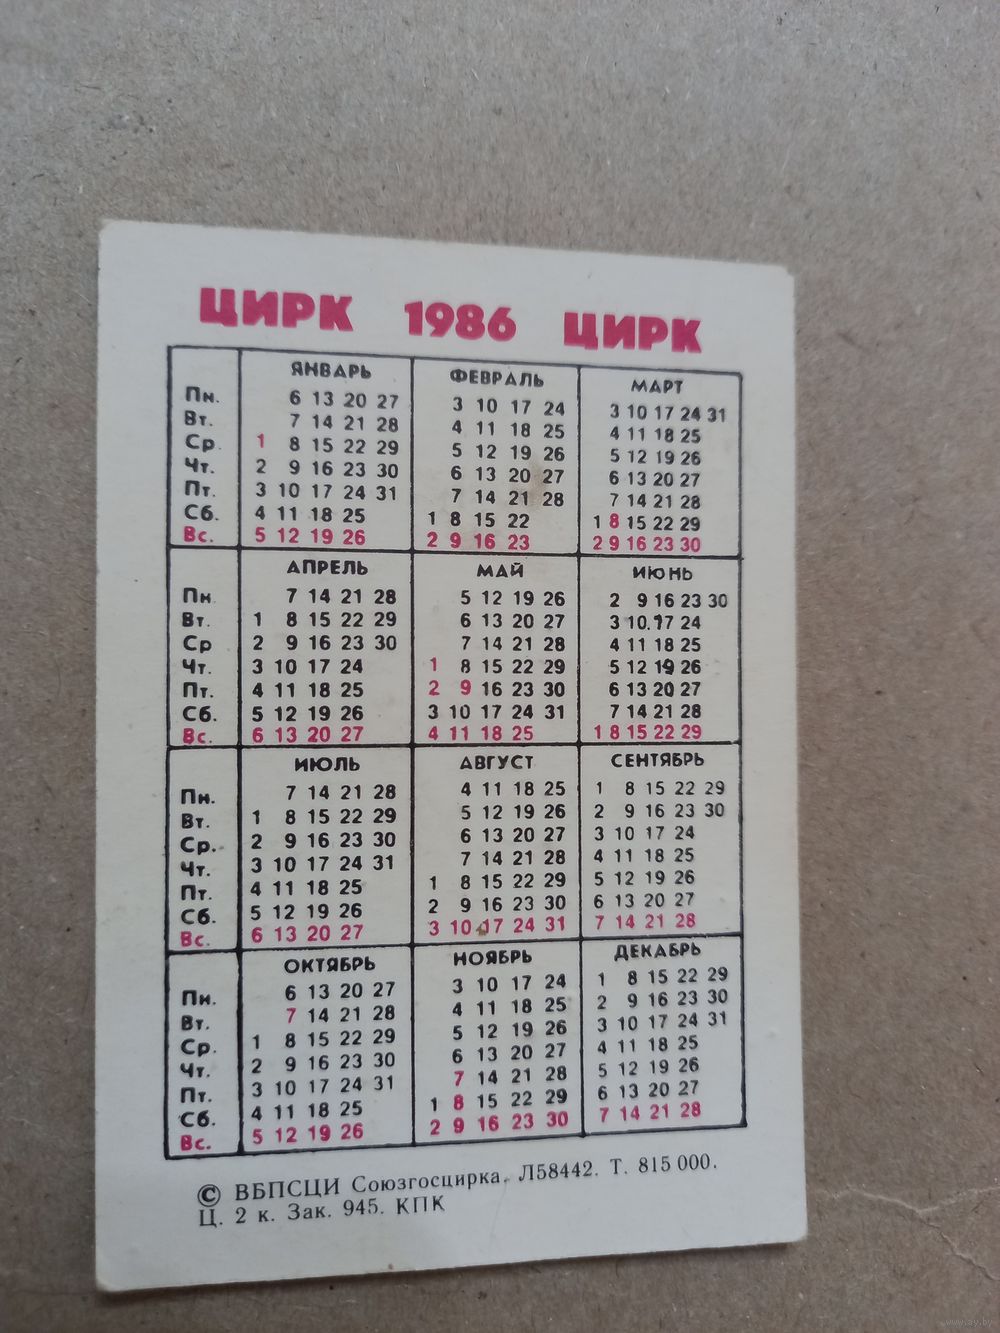 ЦИРК 1986 ЦИРК
ЯНВАРЬ ФЕВРАЛЬ МАРТ
Пн. 6 13 20 27 3 10 17 24 3 10 17 24 31
Вт. 7 14 21 28 4 11 18 25 4 11 18 25
Ср. 1 8 15 22 29 5 12 19 26 5 12 19 26
Чт. 2 9 16 23 30 6 13 20 27 6 13 20 27
Пт. 3 10 17 24 31 7 14 21 28 7 14 21 28
Сб. 4 11 18 25 1 8 15 22 1 8 15 22 29
Вс. 5 12 19 26 2 9 16 23 2 9 16 23 30
АПРЕЛЬ МАЙ ИЮНЬ
Пн 7 14 21 28 5 12 19 26 2 9 16 23 30
Вт. 1 8 15 22 29 6 13 20 27 3 10 17 24
Ср 2 9 16 23 30 7 14 21 28 4 11 18 25
Чт. 3 10 17 24 1 8 15 22 29 5 12 19 26
Пт. 4 11 18 25 2 9 16 23 30 6 13 20 27
Сб. 5 12 19 26 3 10 17 24 31 7 14 21 28
Вс. 6 13 20 27 4 11 18 25 1 8 15 22 29
ИЮЛЬ АВГУСТ СЕНТЯБРЬ
Пн. 7 14 21 28 4 11 18 25 1 8 15 22 29
Вт. 1 8 15 22 29 5 12 19 26 2 9 16 23 30
Ср. 2 9 16 23 30 6 13 20 27 3 10 17 24
Чт. 3 10 17 24 31 7 14 21 28 4 11 18 25
Пт. 4 11 18 25 1 8 15 22 29 5 12 19 26
Сб. 5 12 19 26 2 9 16 23 30 6 13 20 27
Вс. 6 13 20 27 3 10 17 24 31 7 14 21 28
ОКТЯБРЬ НОЯБРЬ ДЕКАБРЬ
Пн. 6 13 20 27 3 10 17 24 1 8 15 22 29
Вт. 7 14 21 28 4 11 18 25 2 9 16 23 30
Ср. 1 8 15 22 29 5 12 19 26 3 10 17 24 31
Чт. 2 9 16 23 30 6 13 20 27 4 11 18 25
Пт. 3 10 17 24 31 7 14 21 28 5 12 19 26
Сб. 4 11 18 25 1 8 15 22 29 6 13 20 27
Вс. 5 12 19 26 2 9 16 23 30 7 14 21 28
© ВБПСЦИ Союзгосцирка. Л58442. Т. 815 000.
Ц. 2 к. Зак. 945. КПК
www.ay.by